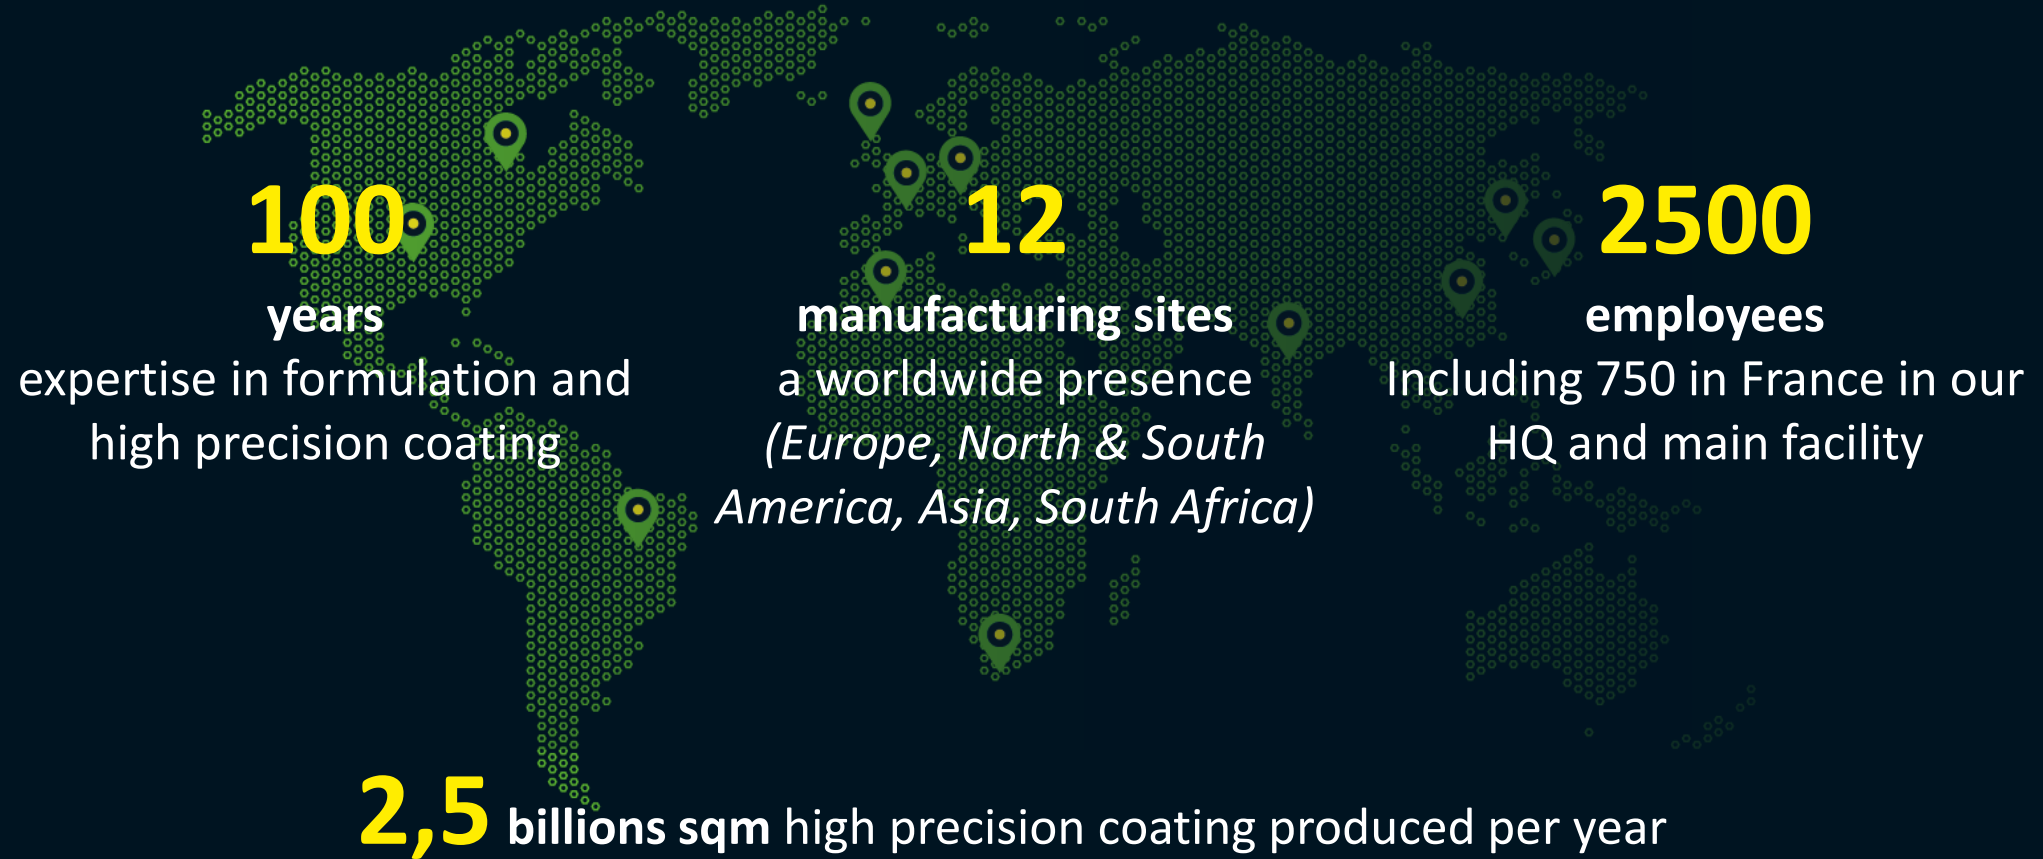 100
years
expertise in formulation and
high precision coating
12
manufacturing sites
a worldwide presence
(Europe, North & South
America, Asia, South Africa)
2500
employees
Including 750 in France in our
HQ and main facility
2,5 billions sqm high precision coating produced per year